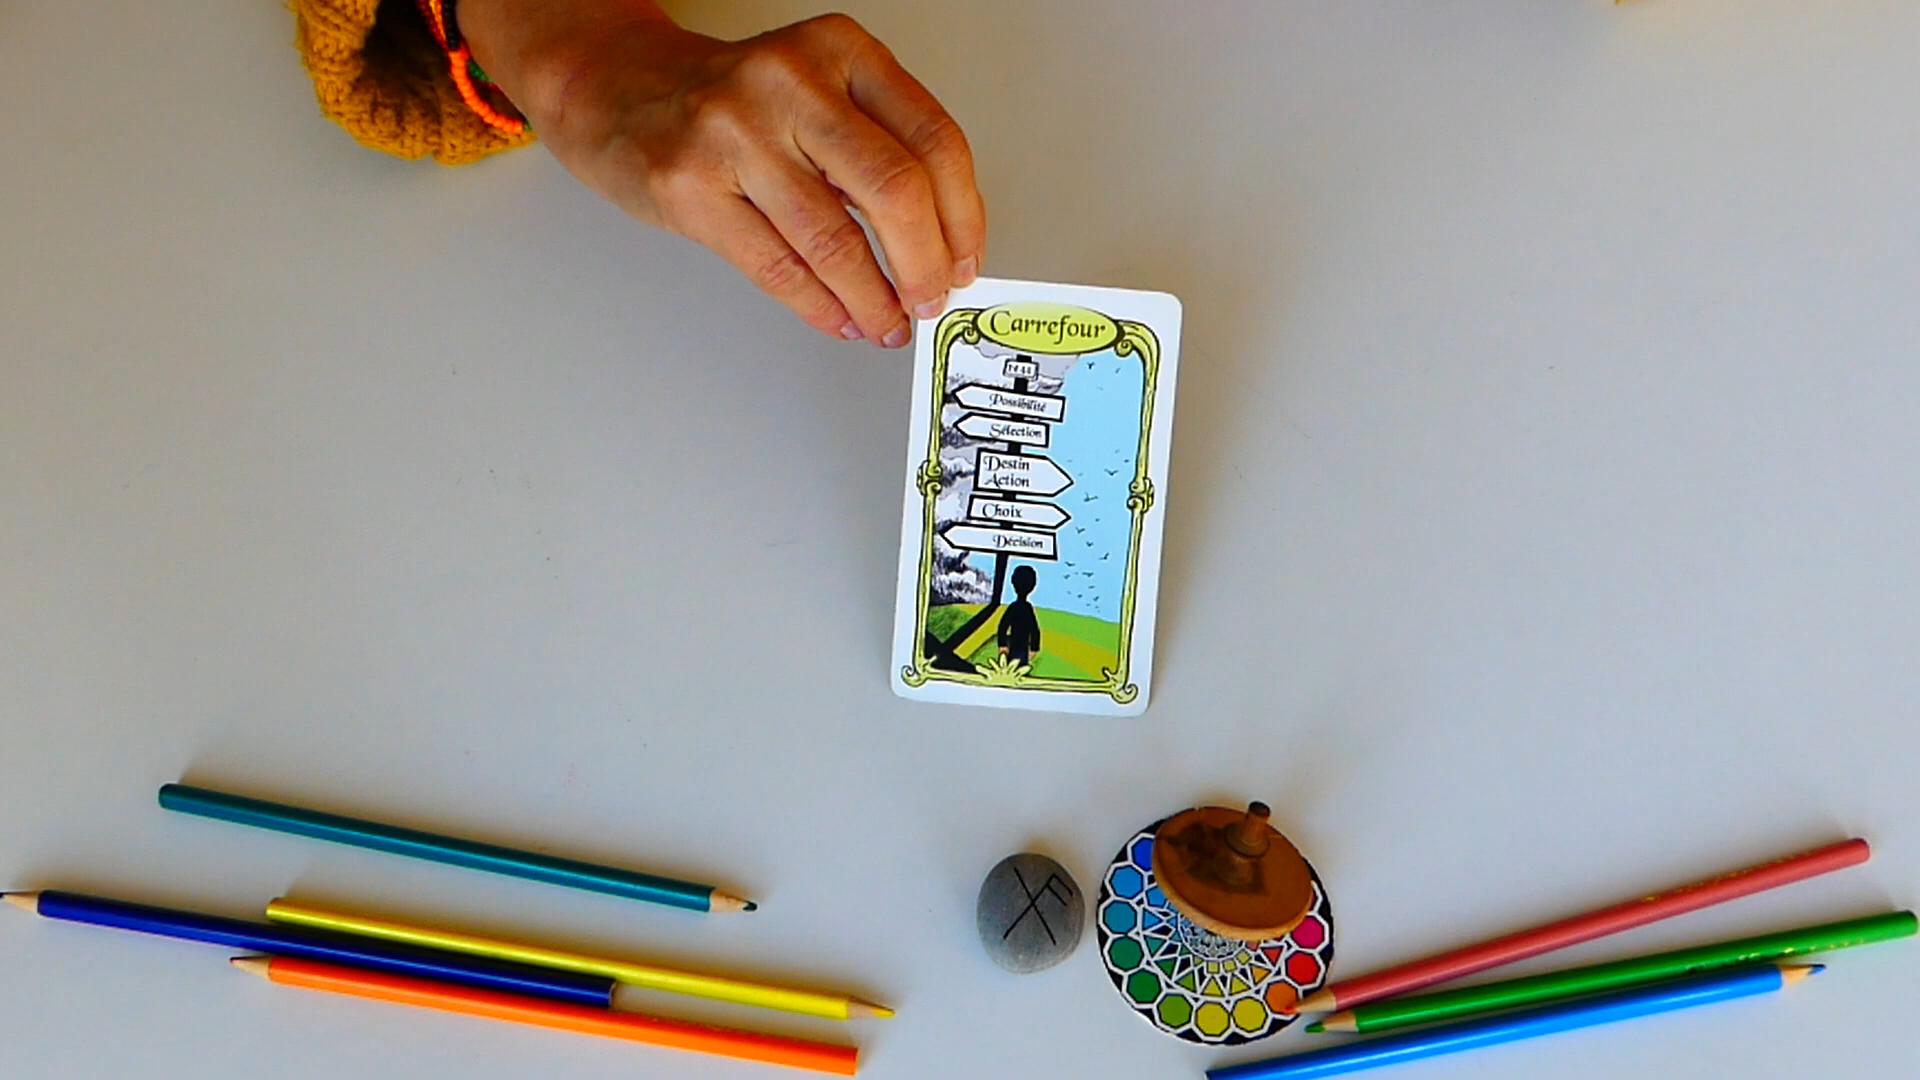 Carrefour
Possibilité
Sélection
Destin
Action
Choix
Décision